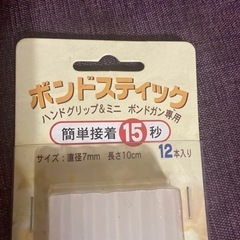 ボンドスティック
ハンドグリップ&ミニ ボンドガン専用
簡単接着15秒
12本入り
サイズ:直径7mm 長さ10cm